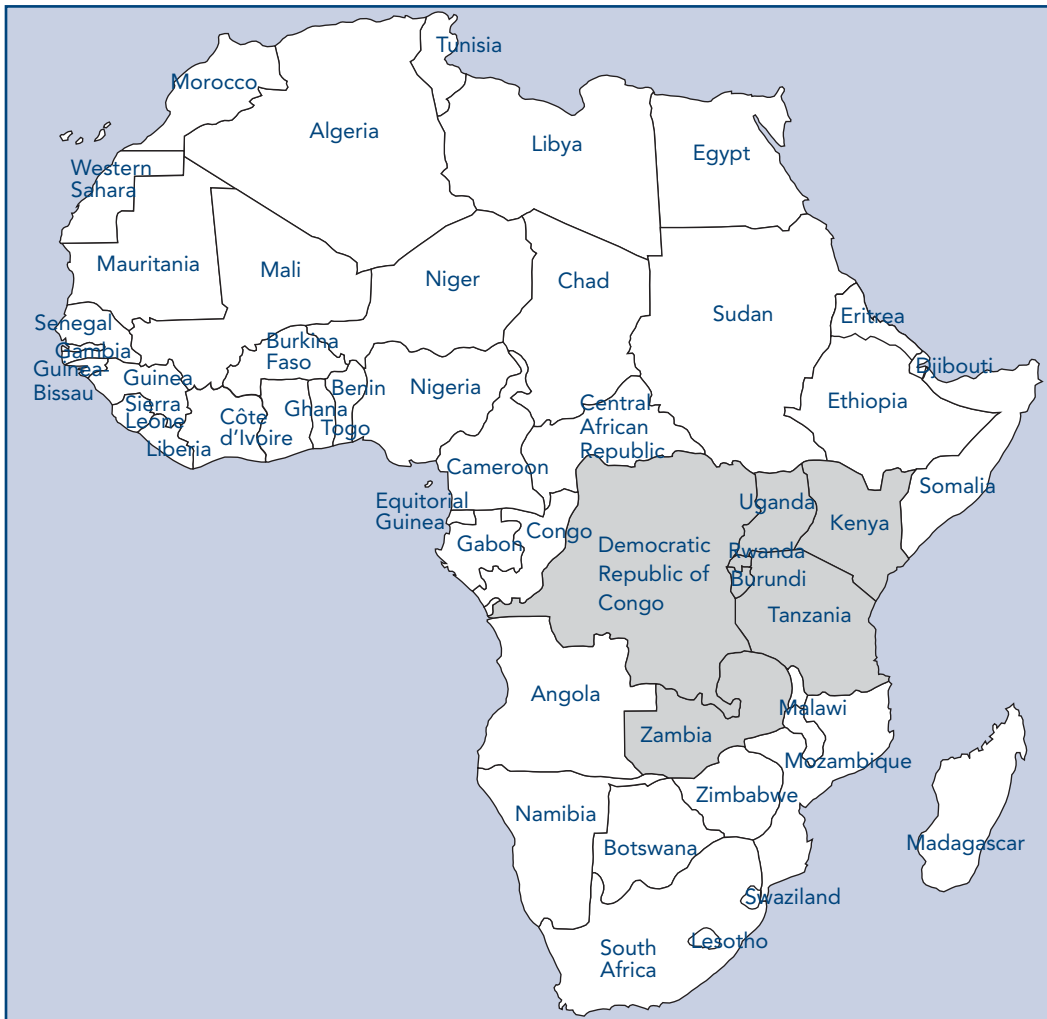 Tunisia
Morocco
Algeria
Libya
Egypt
Western
Sahara
Mauritania
Mali
Niger
Chad
Sudan
Eritrea
Senegal
Gambia
Guinea
Bissau
Guinea
Burkina
Faso
Benin
Nigeria
Djibouti
Ethiopia
Sierra
Leone
Liberia
Côte
d'Ivoire
Ghana
Togo
Central
African
Republic
Cameroon
Somalia
Equitorial
Guinea
Uganda
Kenya
Gabon
Congo
Democratic
Republic of
Congo
Rwanda
Burundi
Tanzania
Angola
Malawi
Zambia
Mozambique
Zimbabwe
Namibia
Botswana
Madagascar
Swaziland
Lesotho
South
Africa